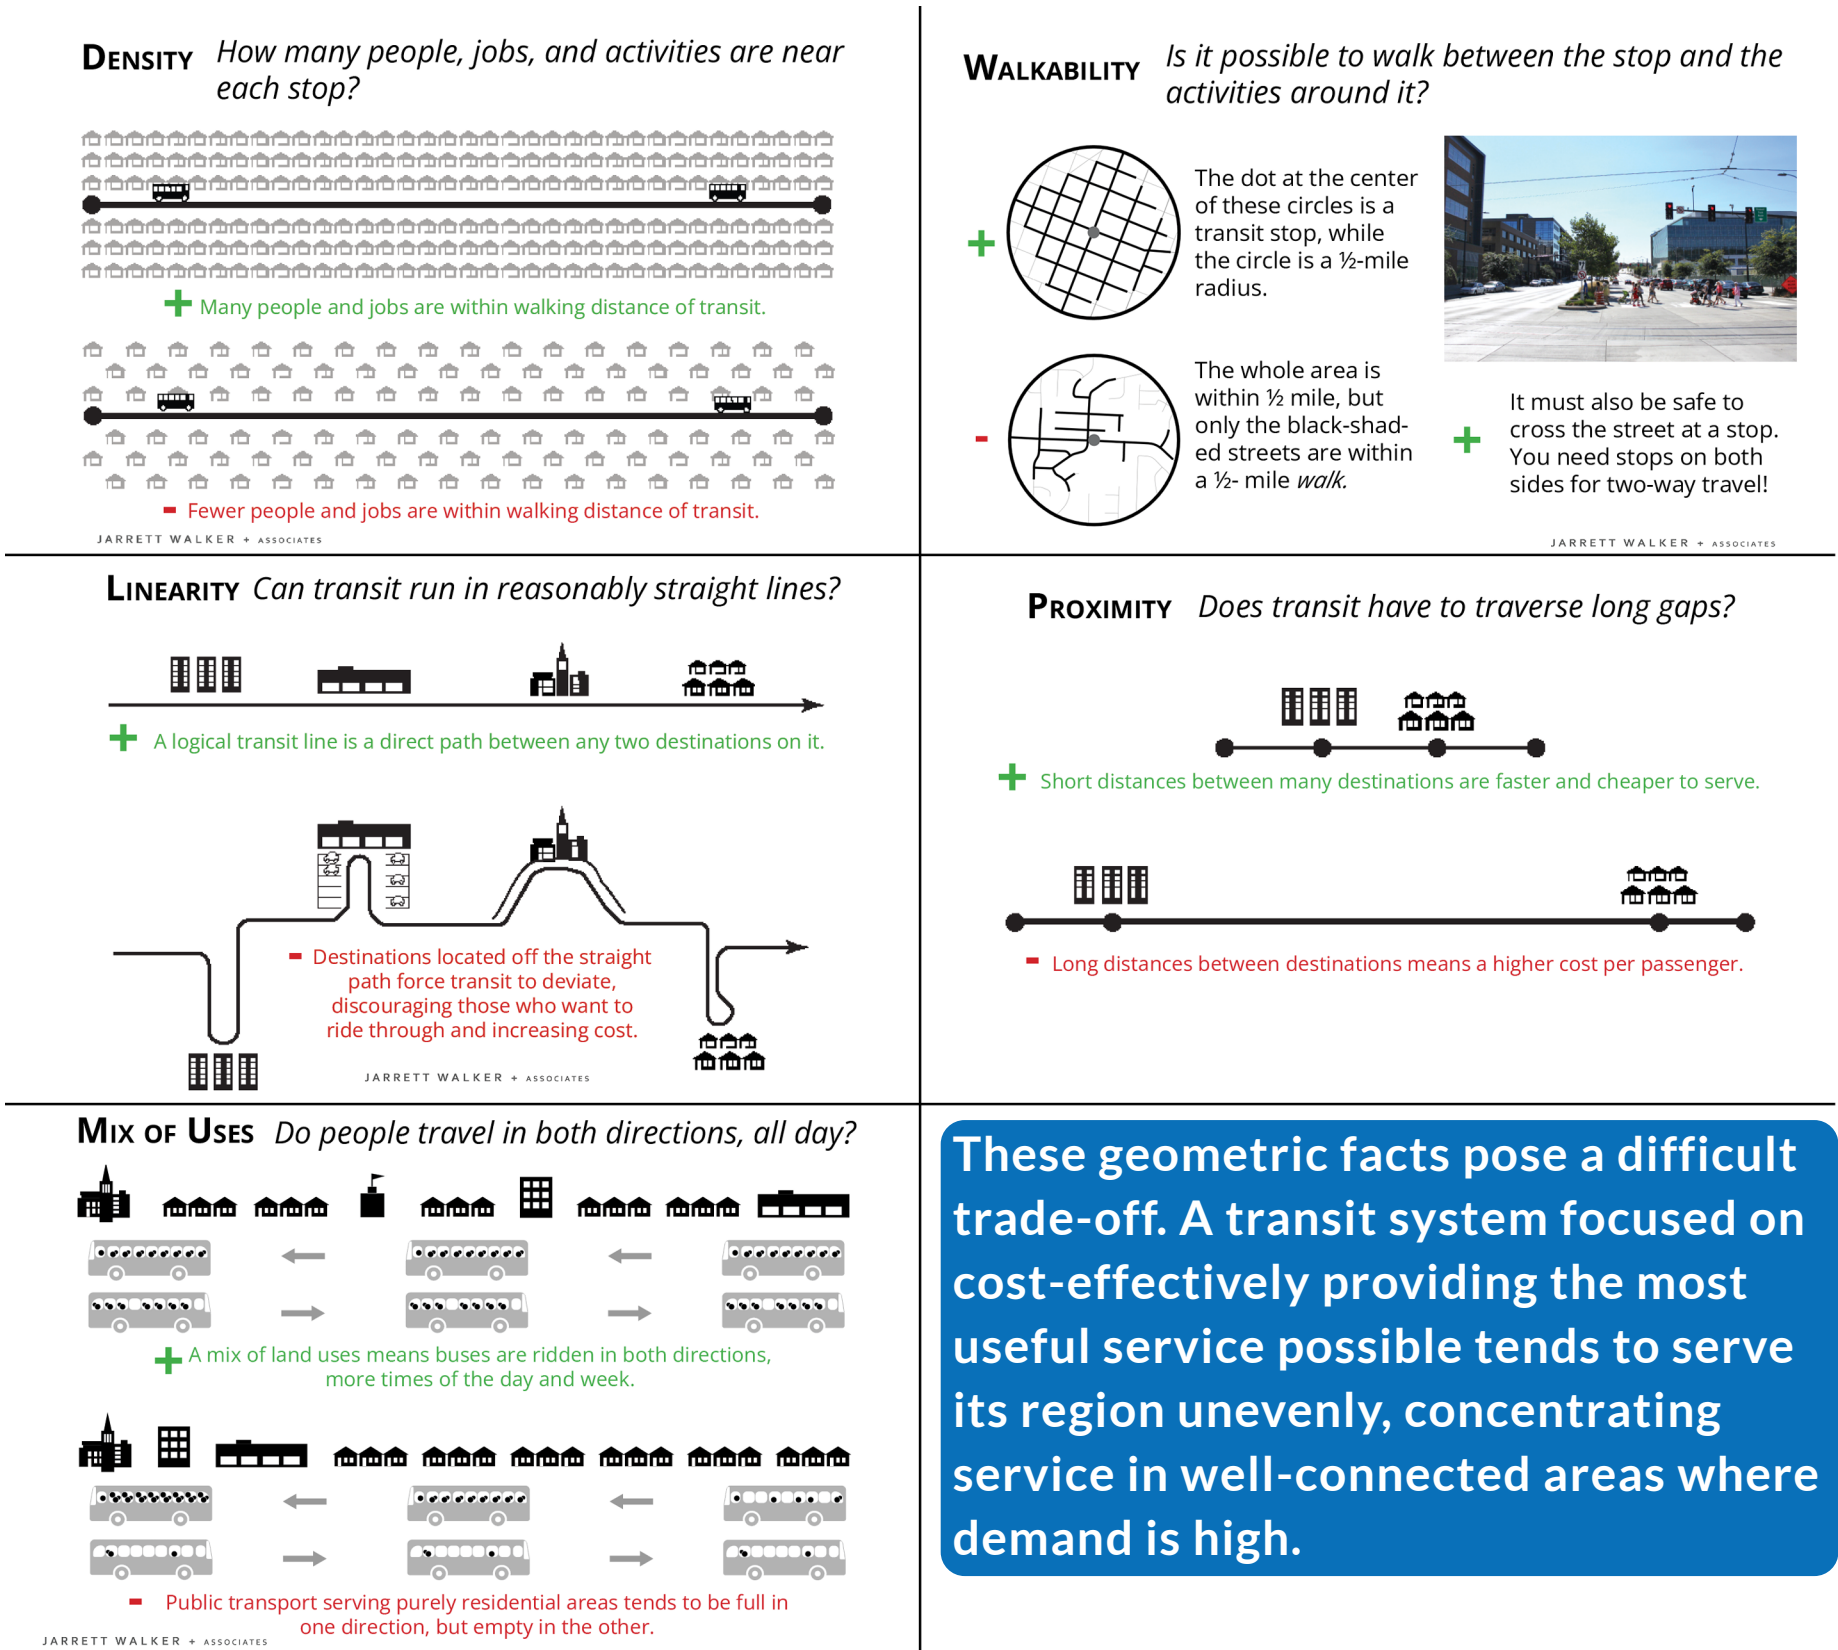 DENSITY How many people, jobs, and activities are near
each stop?
+ Many people and jobs are within walking distance of transit.
- Fewer people and jobs are within walking distance of transit.
JARRETT WALKER + ASSOCIATES
WALKABILITY Is it possible to walk between the stop and the
activities around it?
+
The dot at the center
of these circles is a
transit stop, while
the circle is a ½-mile
radius.
-
The whole area is
within ½ mile, but
only the black-shad-
ed streets are within
a ½- mile walk.
+
It must also be safe to
cross the street at a stop.
You need stops on both
sides for two-way travel!
JARRETT WALKER + ASSOCIATES
LINEARITY Can transit run in reasonably straight lines?
+ A logical transit line is a direct path between any two destinations on it.
- Destinations located off the straight
path force transit to deviate,
discouraging those who want to
ride through and increasing cost.
JARRETT WALKER + ASSOCIATES
PROXIMITY Does transit have to traverse long gaps?
+ Short distances between many destinations are faster and cheaper to serve.
- Long distances between destinations means a higher cost per passenger.
MIX OF USES Do people travel in both directions, all day?
+ A mix of land uses means buses are ridden in both directions,
more times of the day and week.
- Public transport serving purely residential areas tends to be full in
one direction, but empty in the other.
JARRETT WALKER + ASSOCIATES
These geometric facts pose a difficult
trade-off. A transit system focused on
cost-effectively providing the most
useful service possible tends to serve
its region unevenly, concentrating
service in well-connected areas where
demand is high.